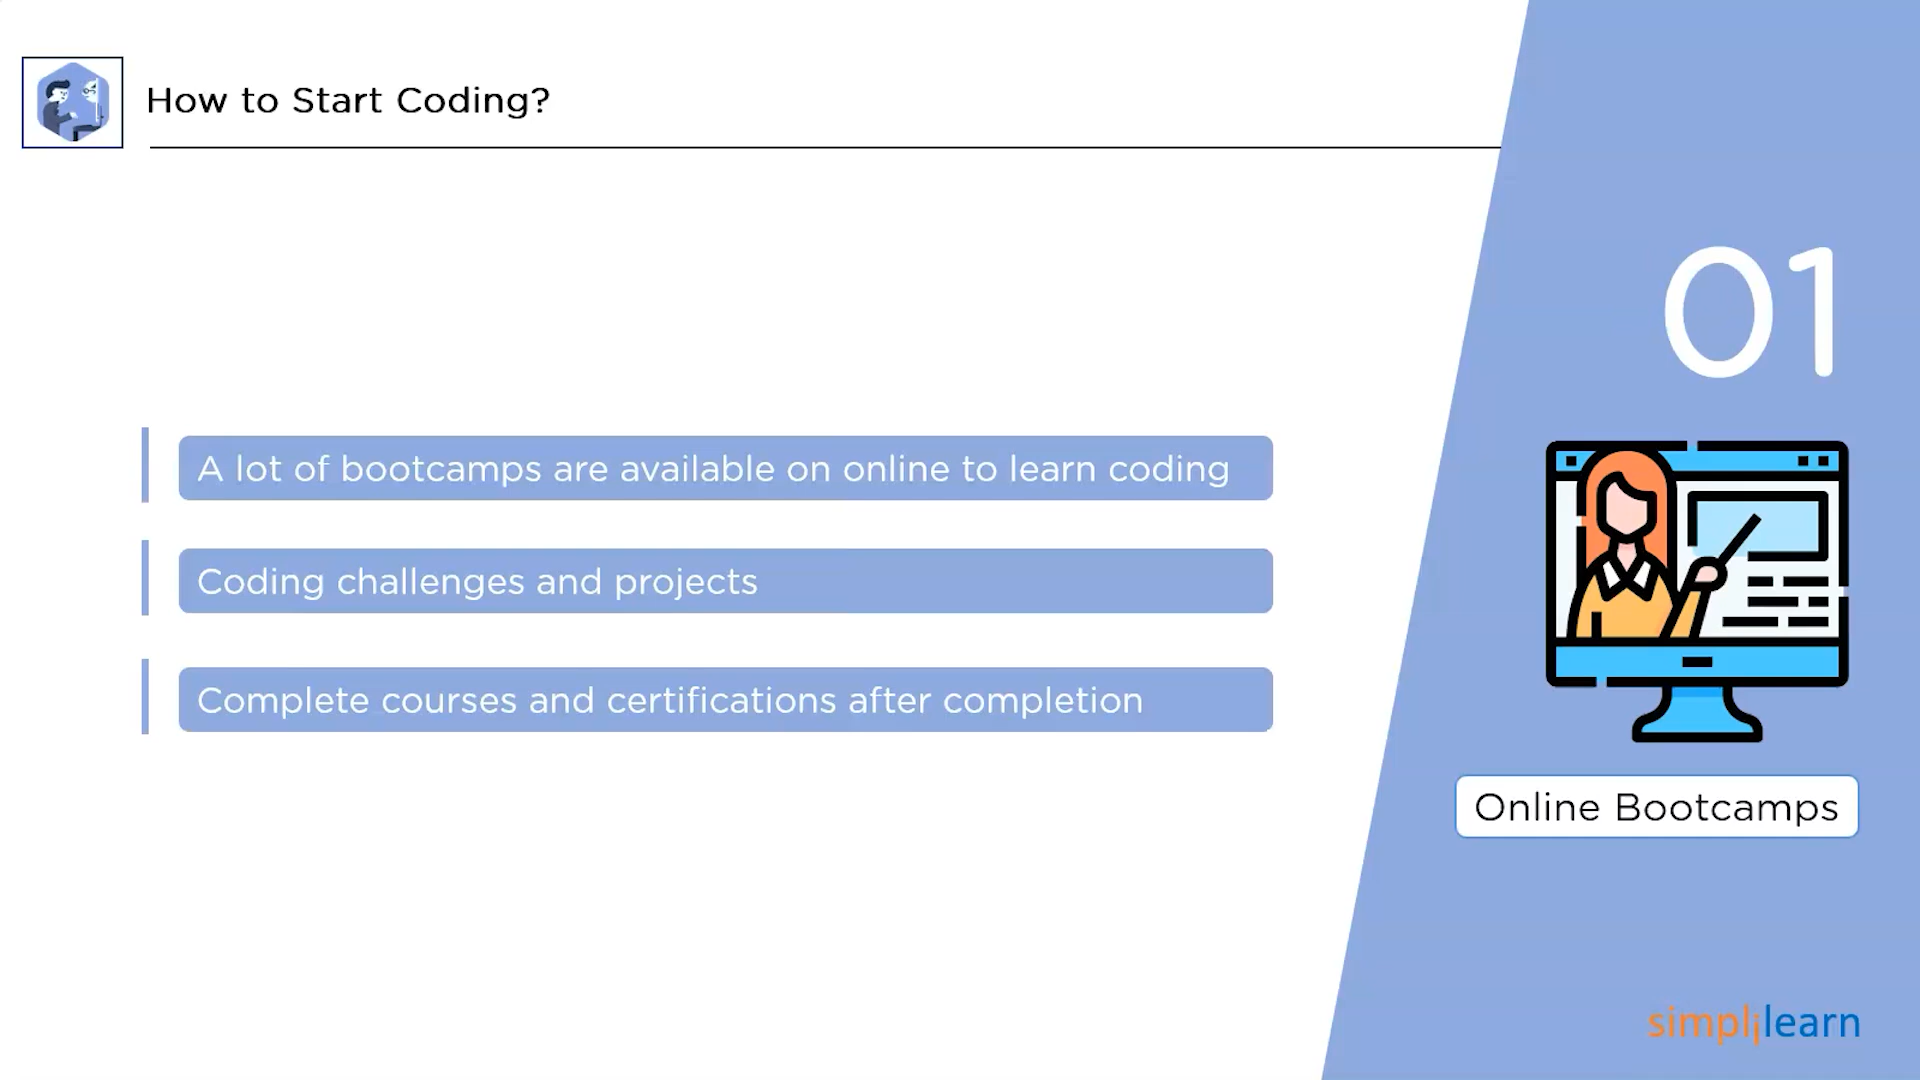 How to Start Coding?
01
A lot of bootcamps are available on online to learn coding
Coding challenges and projects
Complete courses and certifications after completion
Online Bootcamps
simplilearn